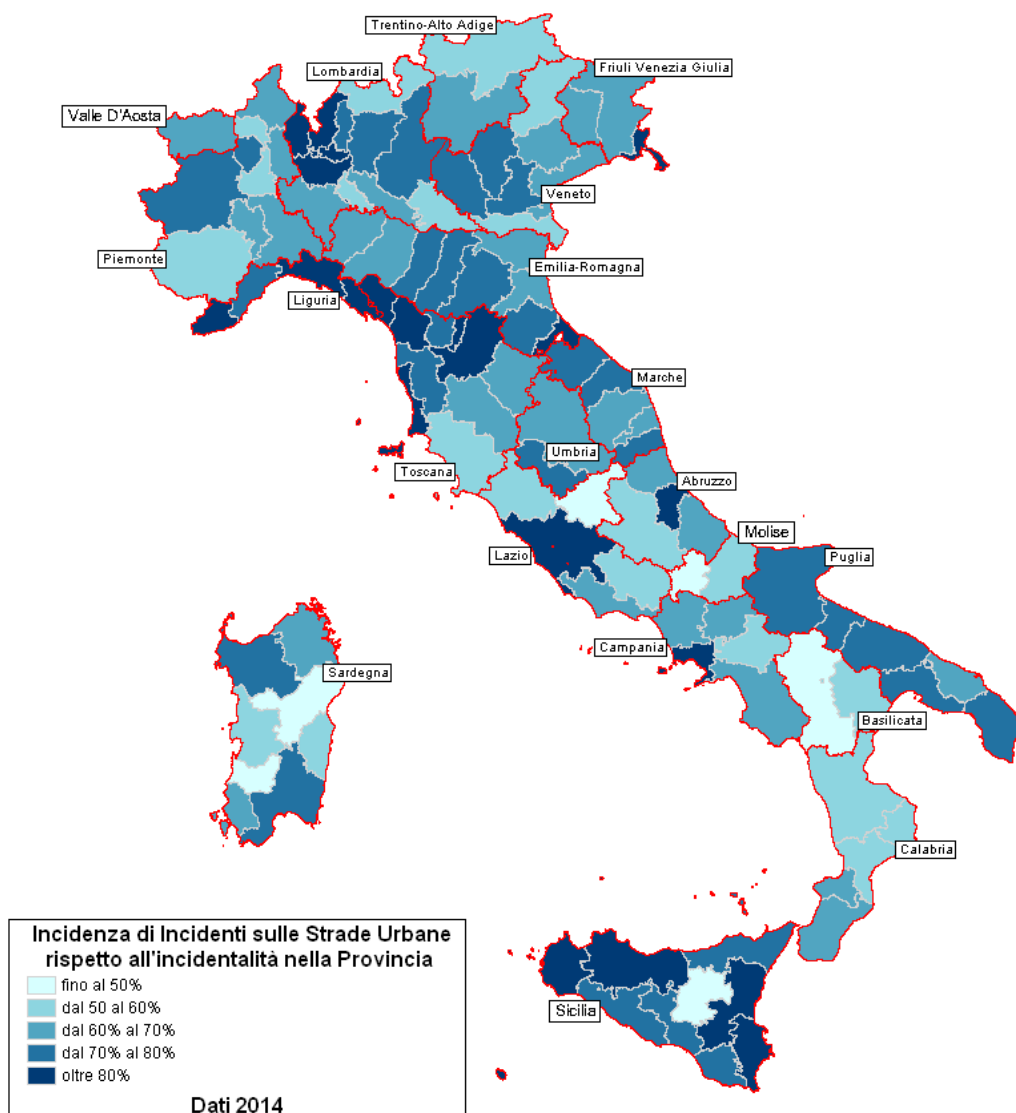 Trentino-Alto Adige
Lombardia
Friuli Venezia Giulia
Valle D'Aosta
Veneto
Piemonte
Emilia-Romagna
Liguria
Marche
Umbria
Toscana
Abruzzo
Molise
Lazio
Puglia
Campania
Sardegna
Basilicata
Calabria
Sicilia
Incidenza di Incidenti sulle Strade Urbane
rispetto all'incidentalità nella Provincia
fino al 50%
dal 50 al 60%
dal 60% al 70%
dal 70% al 80%
oltre 80%
Dati 2014